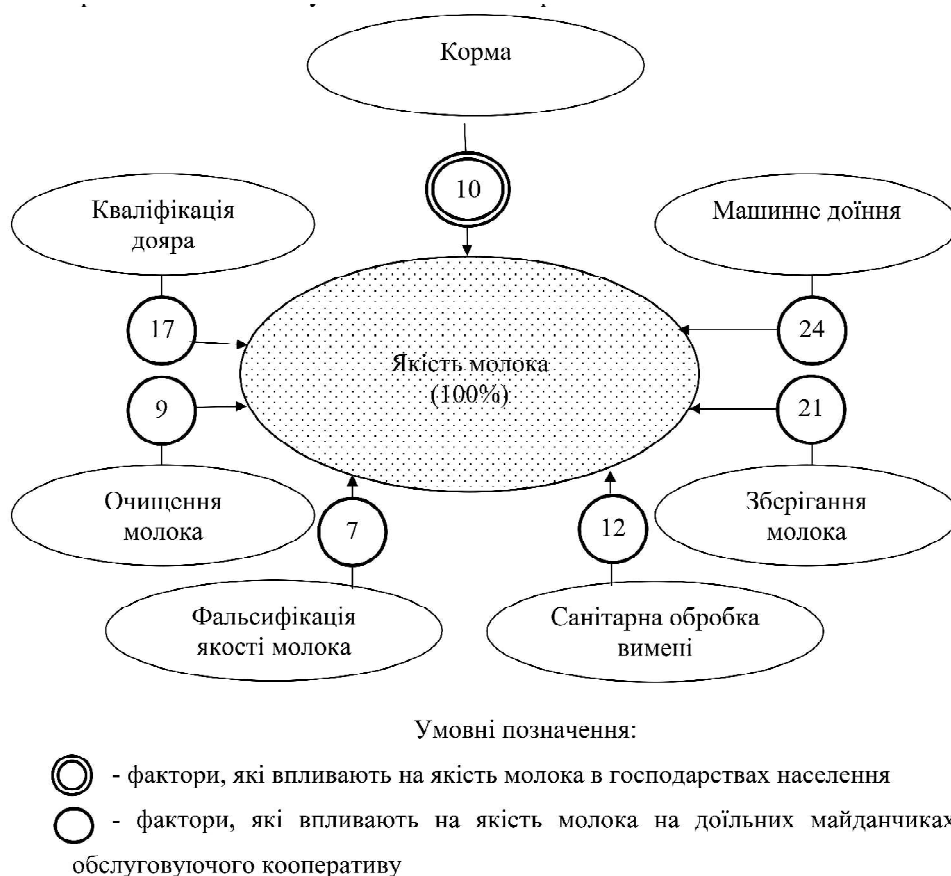 Корма
10
Кваліфікація
дояра
Машинне доїння
17
24
Якість молока
(100%)
9
21
Очищення
молока
Зберігання
молока
7
12
Фальсифікація
якості молока
Санітарна обробка
вимені
Умовні позначення:
- фактори, які впливають на якість молока в господарствах населення
- фактори, які впливають на якість молока на доїльних майданчиках
обслуговуючого кооперативу